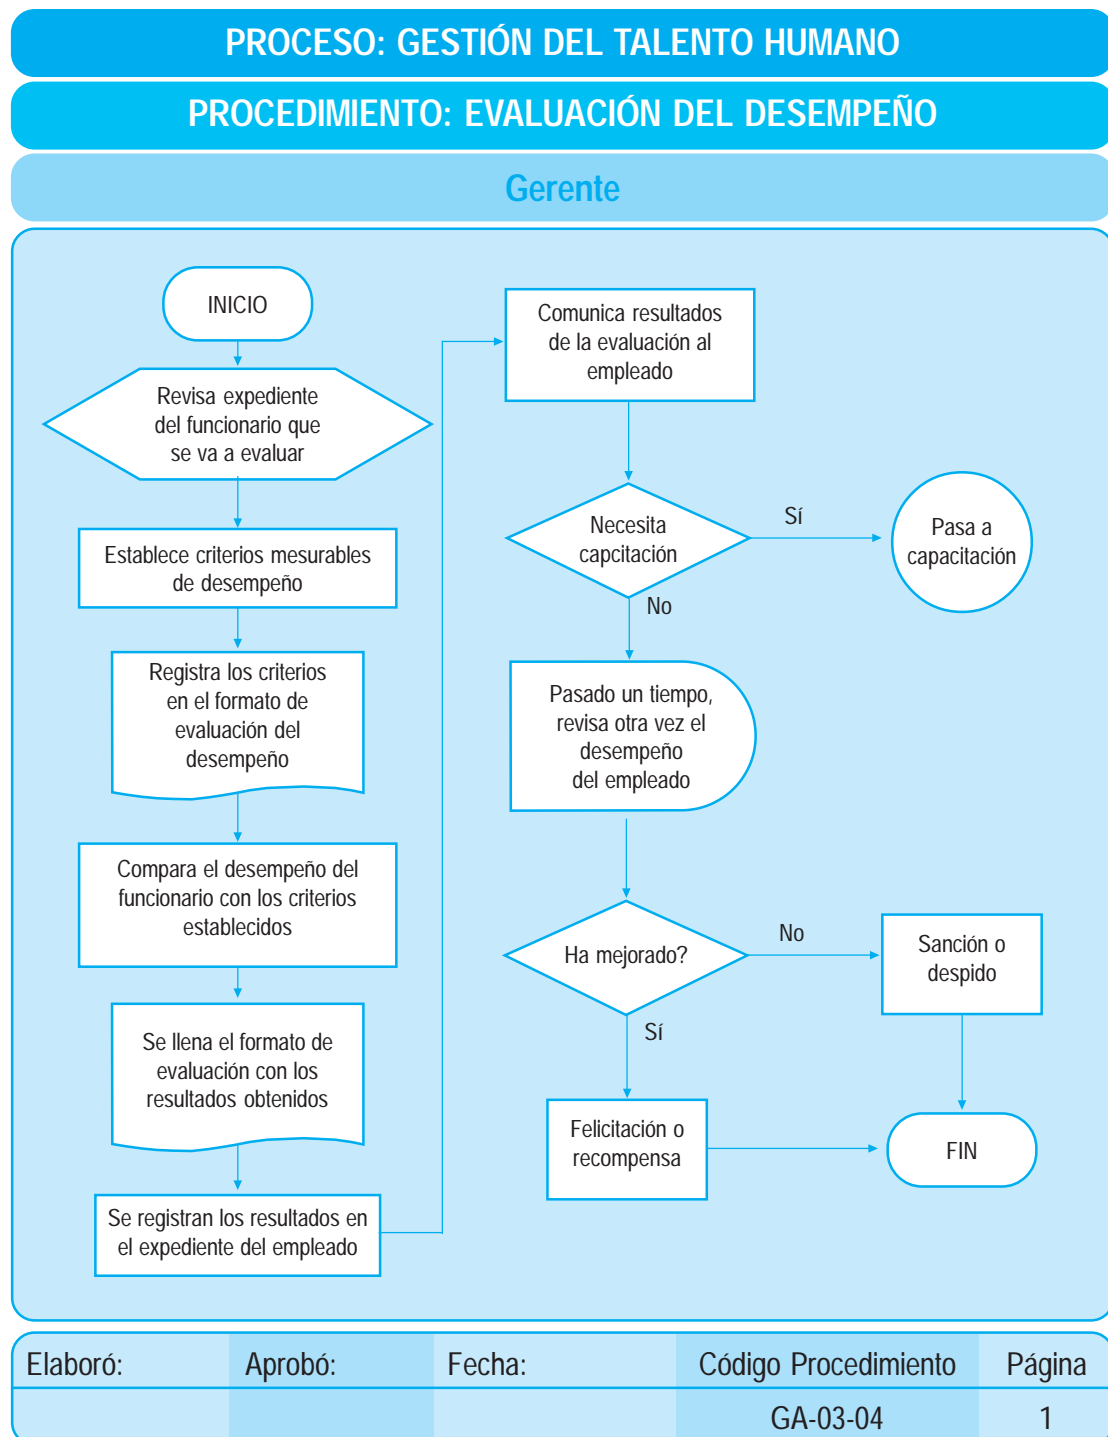 PROCESO: GESTIÓN DEL TALENTO HUMANO
PROCEDIMIENTO: EVALUACIÓN DEL DESEMPEÑO
Gerente
INICIO
Revisa expediente
del funcionario que
se va a evaluar
Establece criterios mesurables
de desempeño
Registra los criterios
en el formato de
evaluación del
desempeño
Compara el desempeño del
funcionario con los criterios
establecidos
Se llena el formato de
evaluación con los
resultados obtenidos
Se registran los resultados en
el expediente del empleado
Comunica resultados
de la evaluación al
empleado
Necesita
capcitación
Sí
Pasa a
capacitación
No
Pasado un tiempo,
revisa otra vez el
desempeño
del empleado
Ha mejorado?
No
Sanción o
despido
Sí
Felicitación o
recompensa
FIN
Elaboró: Aprobó: Fecha: Código Procedimiento Página
GA-03-04 1